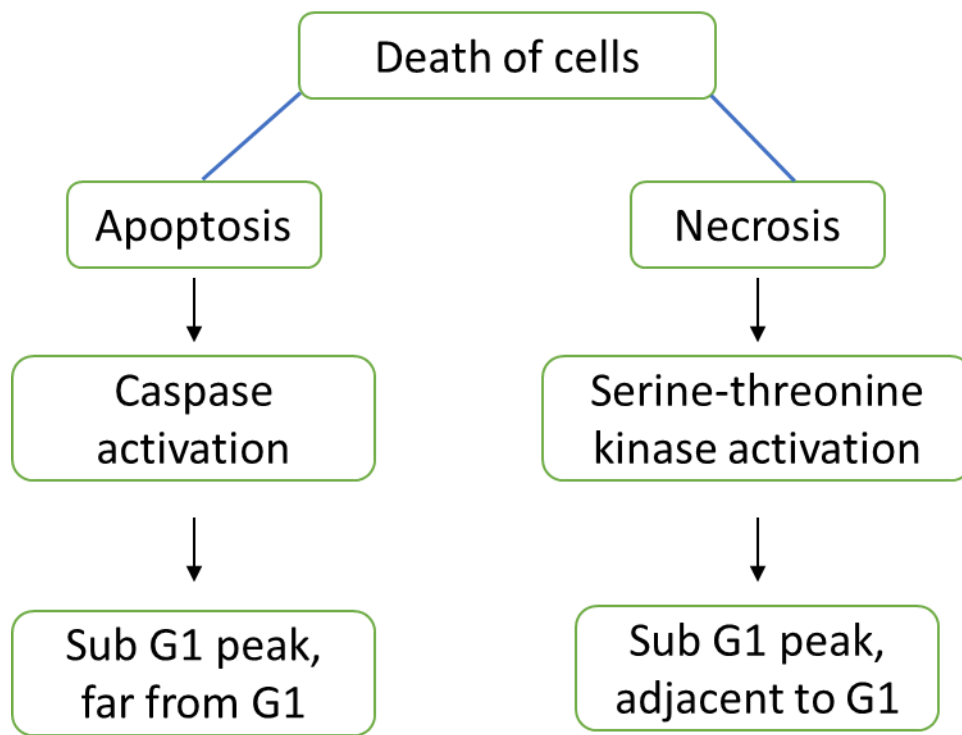 Death of cells
Apoptosis
Necrosis
Caspase
activation
Serine-threonine
kinase activation
Sub G1 peak,
far from G1
Sub G1 peak,
adjacent to G1